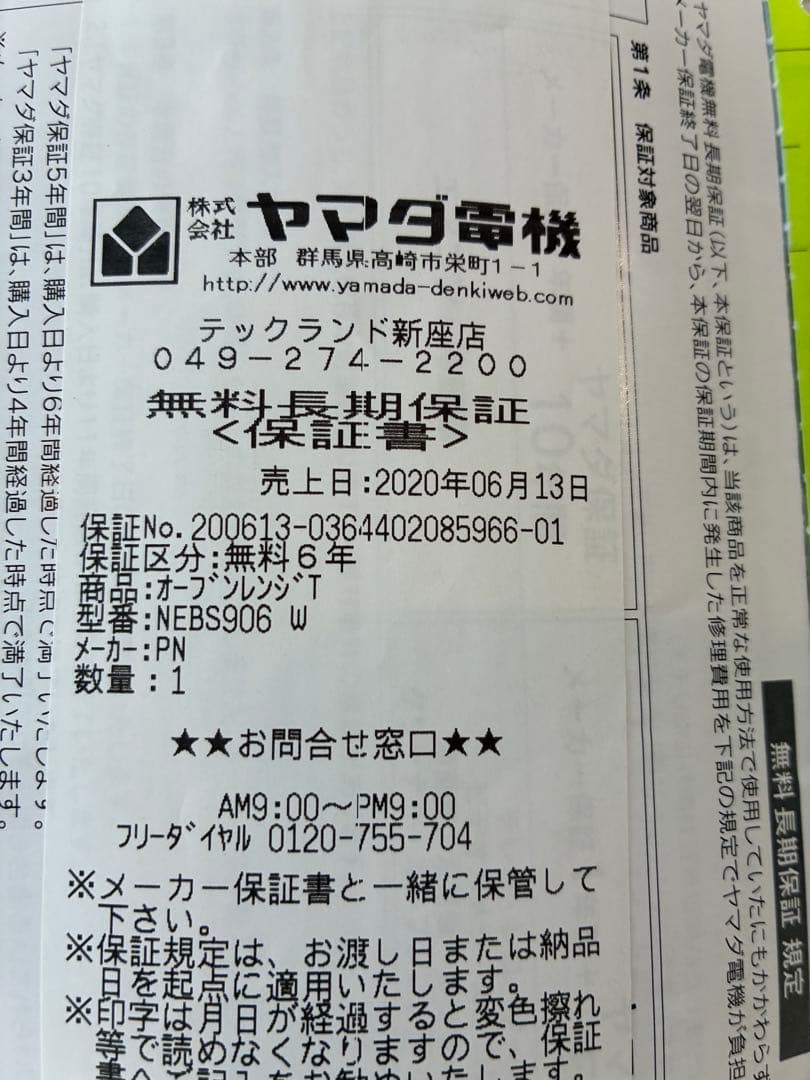 株式会社 ヤマダ電機
本部 群馬県高崎市栄町1-1
http://www.yamada-denkiweb.com
テックランド新座店
049-274-2200
無料長期保証
<保証書>
売上日:2020年06月13日
保証No.200613-0364402085966-01
保証区分:無料6年
商品:オーブンレンジT
型番:NEBS906 W
メーカー:PN
数量:1
★★お問合せ窓口★★
AM9:00~PM9:00
フリーダイヤル 0120-755-704
※メーカー保証書と一緒に保管して
下さい。
※保証規定は、お渡し日または納品
日を起点に適用いたします。
※印字は月日が経過すると変色擦れ
等で読めなくなりますので、保証
無料長期保証 規定
ヤマダ電機無料長期保証(以下、本保証という)は、当該商品を正常な使用方法で使用していたにもかかわらず
メーカー保証終了日の翌日から、本保証の保証期間内に発生した修理費用を下記の規定でヤマダ電機が負担
第1条 保証対象商品
「ヤマダ保証5年間」は、購入日より6年間経過した時点で満了いたします。
「ヤマダ保証3年間」は、購入日より4年間経過した時点で満了いたします。